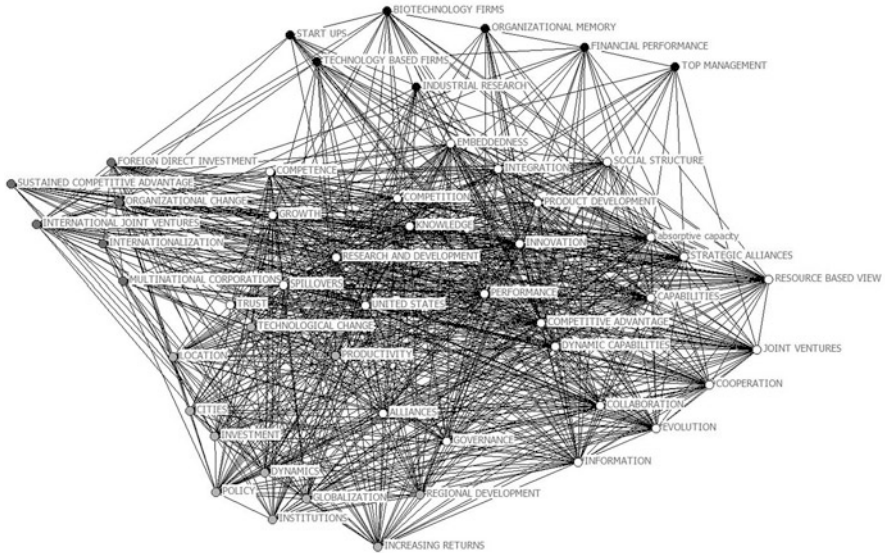 BIOTECHNOLOGY FIRMS
ORGANIZATIONAL MEMORY
START UPS
FINANCIAL PERFORMANCE
TECHNOLOGY BASED FIRMS
TOP MANAGEMENT
INDUSTRIAL RESEARCH
EMBEDDEDNESS
FOREIGN DIRECT INVESTMENT
SOCIAL STRUCTURE
INTEGRATION
COMPETENCE
SUSTAINED COMPETITIVE ADVANTAGE
COMPETITION
ORGANIZATIONAL CHANGE
PRODUCT DEVELOPMENT
GROWTH
INTERNATIONAL JOINT VENTURES
KNOWLEDGE
absorptive capacity
INTERNATIONALIZATION
INNOVATION
RESEARCH AND DEVELOPMENT
STRATEGIC ALLIANCES
MULTINATIONAL CORPORATIONS
RESOURCE BASED VIEW
SPILLOVERS
PERFORMANCE
CAPABILITIES
TRUST
UNITED STATES
TECHNOLOGICAL CHANGE
COMPETITIVE ADVANTAGE
DYNAMIC CAPABILITIES
JOINT VENTURES
LOCATION
PRODUCTIVITY
COOPERATION
COLLABORATION
CITIES
ALLIANCES
EVOLUTION
INVESTMENT
GOVERNANCE
INFORMATION
DYNAMICS
POLICY
GLOBALIZATION
REGIONAL DEVELOPMENT
INSTITUTIONS
INCREASING RETURNS